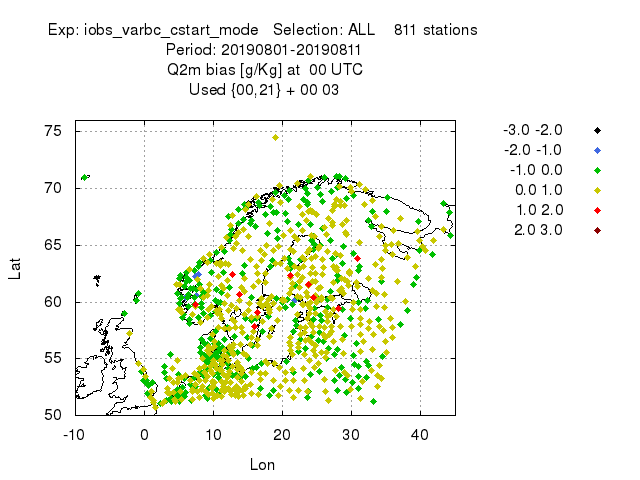 Exp: iobs_varbc_cstart_mode   Selection: ALL    811 stations
Period: 20190801-20190811
Q2m bias [g/Kg] at  00 UTC
Used {00,21} + 00 03
-3.0 -2.0
-2.0 -1.0
-1.0 0.0
0.0 1.0
1.0 2.0
2.0 3.0
75
70
65
60
55
50
Lat
-10 0 10 20 30 40
Lon